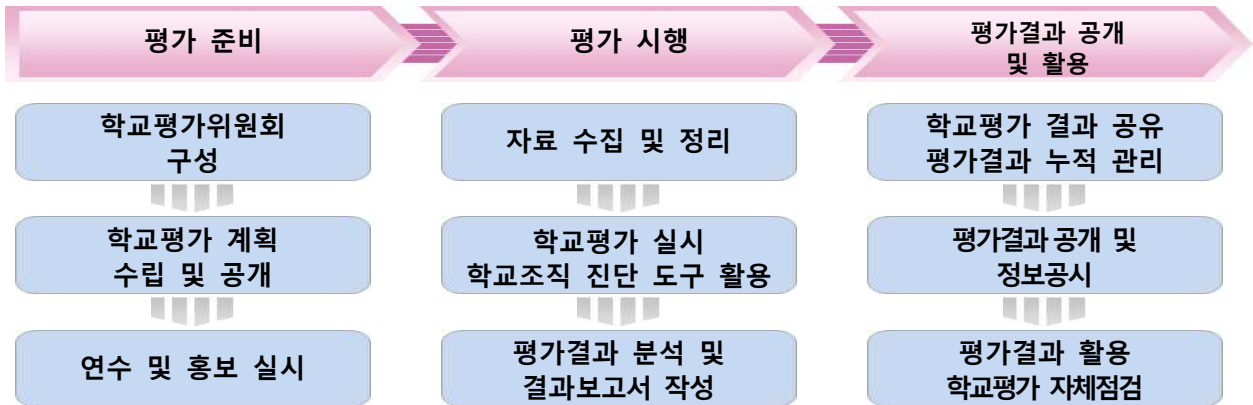 평가 준비
학교평가위원회
구성
학교평가 계획
수립 및 공개
연수 및 홍보 실시
평가 시행
자료 수집 및 정리
학교평가 실시
학교조직 진단 도구 활용
평가결과 분석 및
결과보고서 작성
평가결과 공개
및 활용
학교평가 결과 공유
평가결과 누적 관리
평가결과 공개 및
정보공시
평가결과 활용
학교평가 자체점검